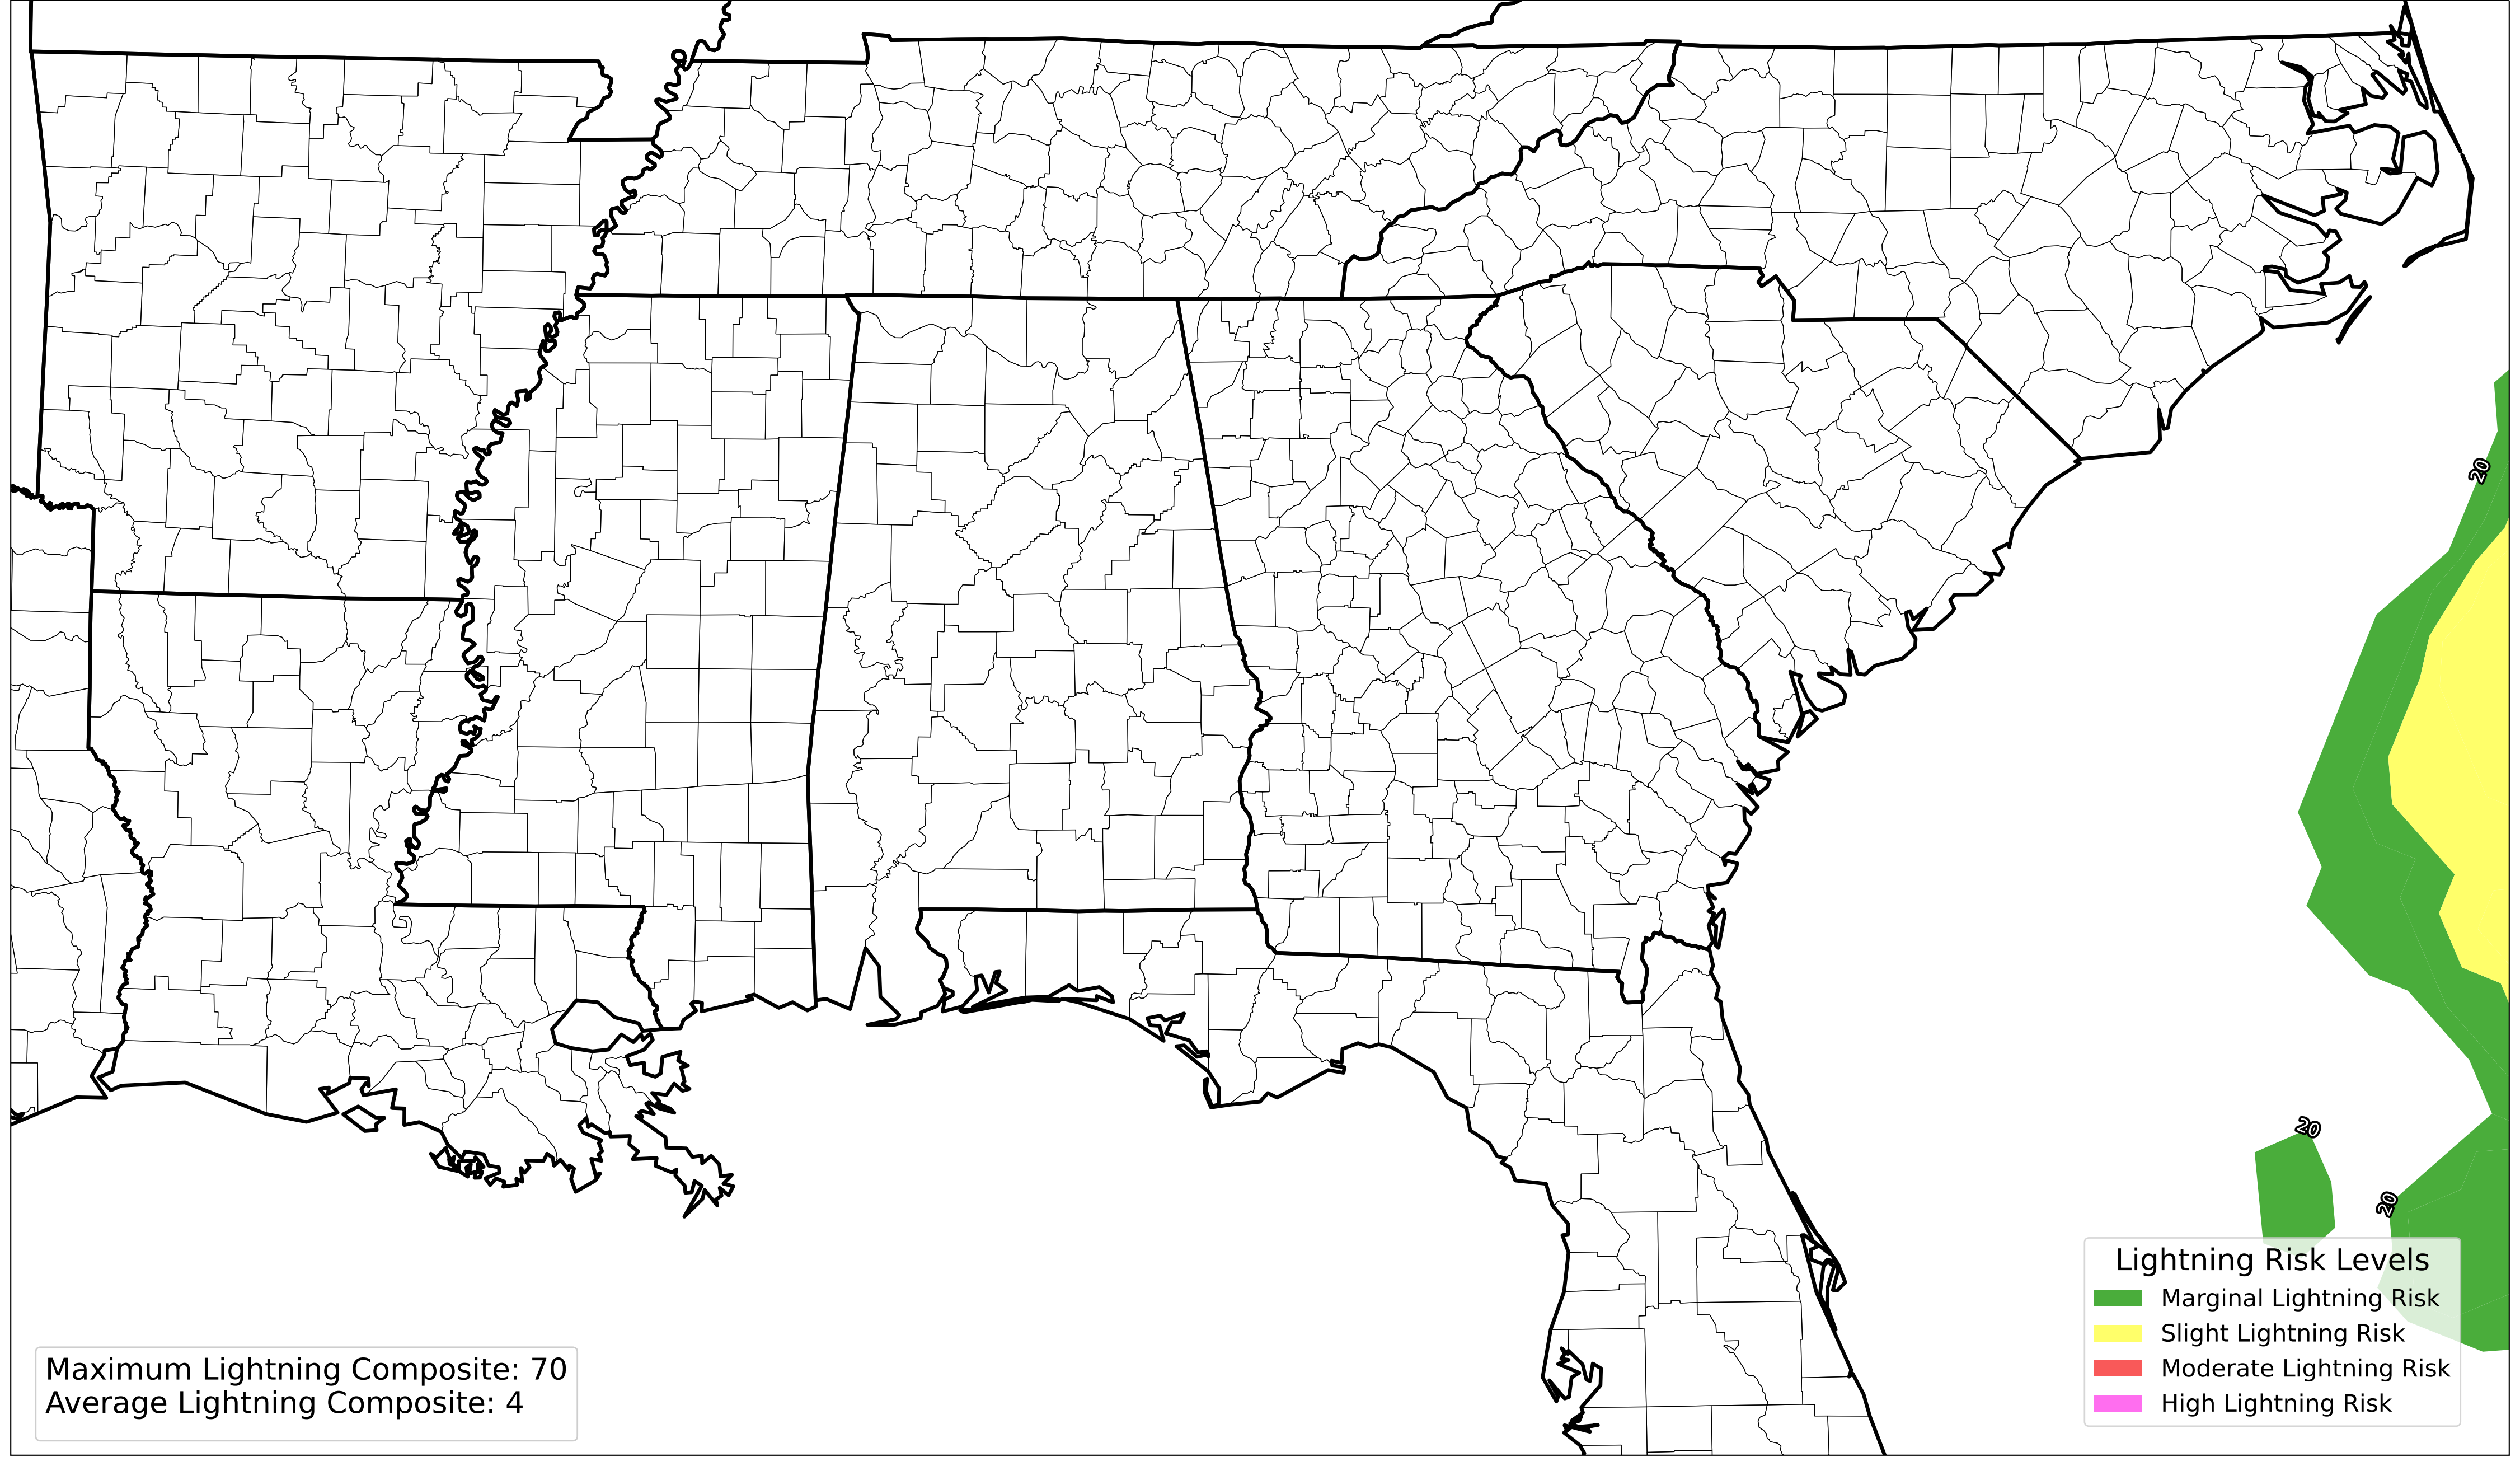 20
20
20
Lightning Risk Levels
Marginal Lightning Risk
Slight Lightning Risk
Moderate Lightning Risk
High Lightning Risk
Maximum Lightning Composite: 70
Average Lightning Composite: 4